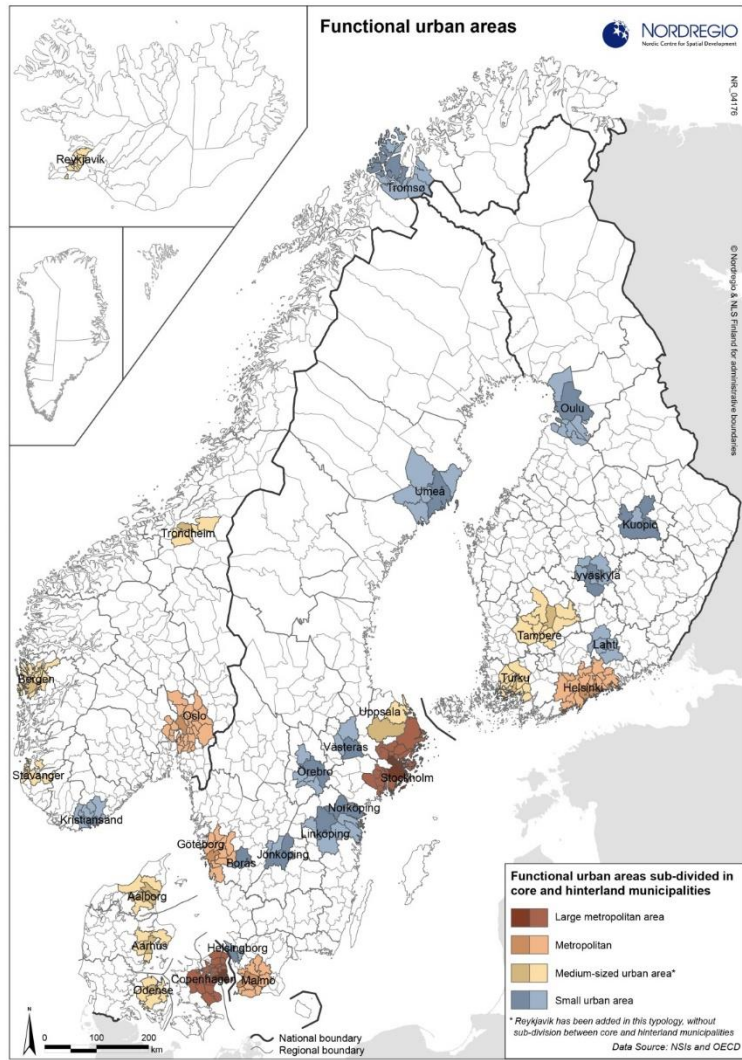 Functional urban areas
NORDREGIO
Nordic Centre for Spatial Development
NR_04176
© Nordregio & NLS Finland for administrative boundaries
Reykjavik
Tromsø
Oulu
Umeå
Kuopio
Trondheim
Jyväskylä
Tampere
Lahti
Bergen
Turku
Helsinki
Uppsala
Oslo
Västerås
Stockholm
Stavanger
Örebro
Kristiansand
Norköping
Linköping
Göteborg
Borås
Jönköping
Aalborg
Aarhus
Helsingborg
Copenhagen
Malmö
Odense
Functional urban areas sub-divided in
core and hinterland municipalities
Large metropolitan area
Metropolitan
Medium-sized urban area*
Small urban area
* Reykjavik has been added in this typology, without
sub-division between core and hinterland municipalities
Data Source: NSIs and OECD
N
0 50 100 200
km
National boundary
Regional boundary